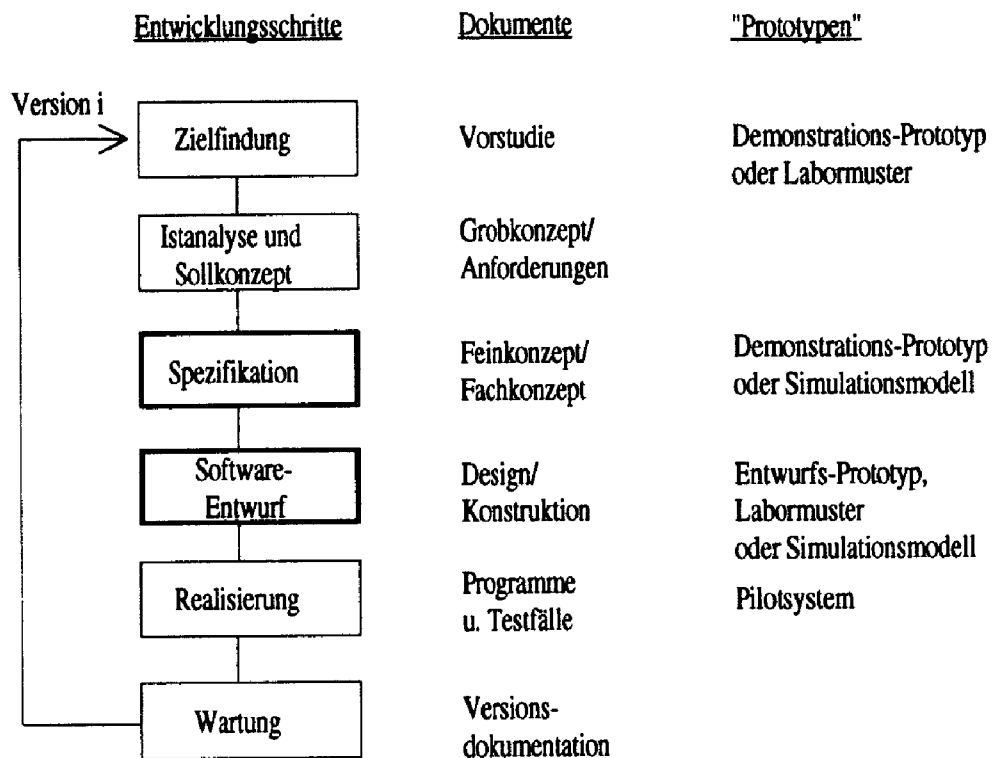 Entwicklungsschritte Dokumente "Prototypen"
Version i
Zielfindung Vorstudie Demonstrations-Prototyp
oder Labormuster
Istanalyse und Grobkonzept/
Sollkonzept Anforderungen
Spezifikation Feinkonzept/ Demonstrations-Prototyp
Fachkonzept oder Simulationsmodell
Software- Design/ Entwurfs-Prototyp,
Entwurf Konstruktion Labormuster
oder Simulationsmodell
Realisierung Programme Pilotsystem
u. Testfälle
Wartung Versions-
dokumentation